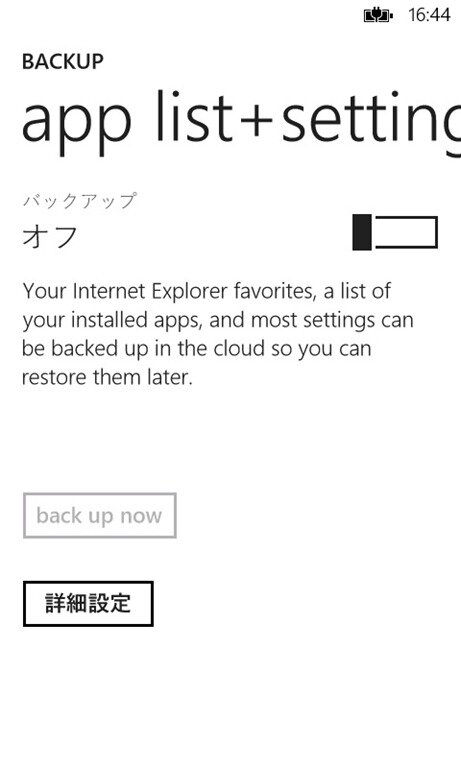 16:44
BACKUP
app list+setting
バックアップ
オフ
Your Internet Explorer favorites, a list of
your installed apps, and most settings can
be backed up in the cloud so you can
restore them later.
back up now
詳細設定